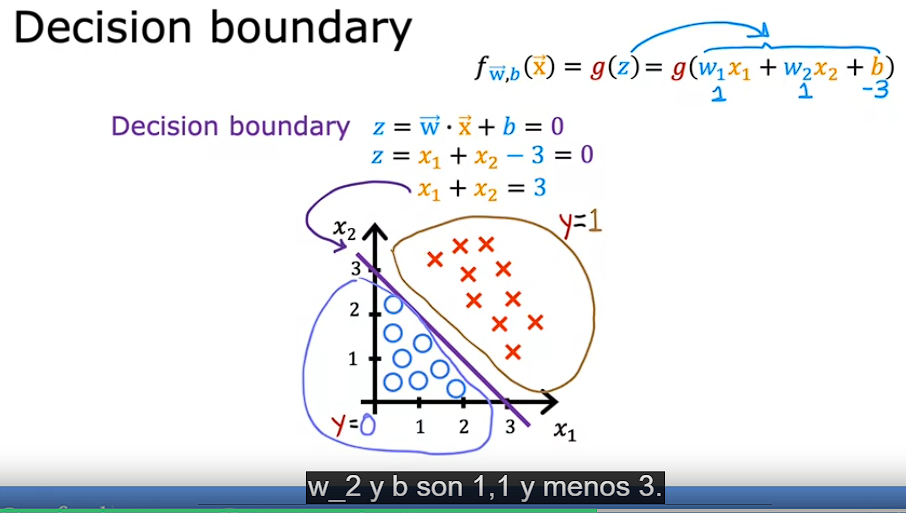 Decision boundary
f w⃗,b (x⃗) = g(z) = g(w₁x₁ + w₂x₂ + b)
1 1 -3
Decision boundary z = w⃗ · x⃗ + b = 0
z = x₁ + x₂ − 3 = 0
x₁ + x₂ = 3
y=1
x₂
3
2
1
y=0
1 2 3 x₁
w_2 y b son 1,1 y menos 3.